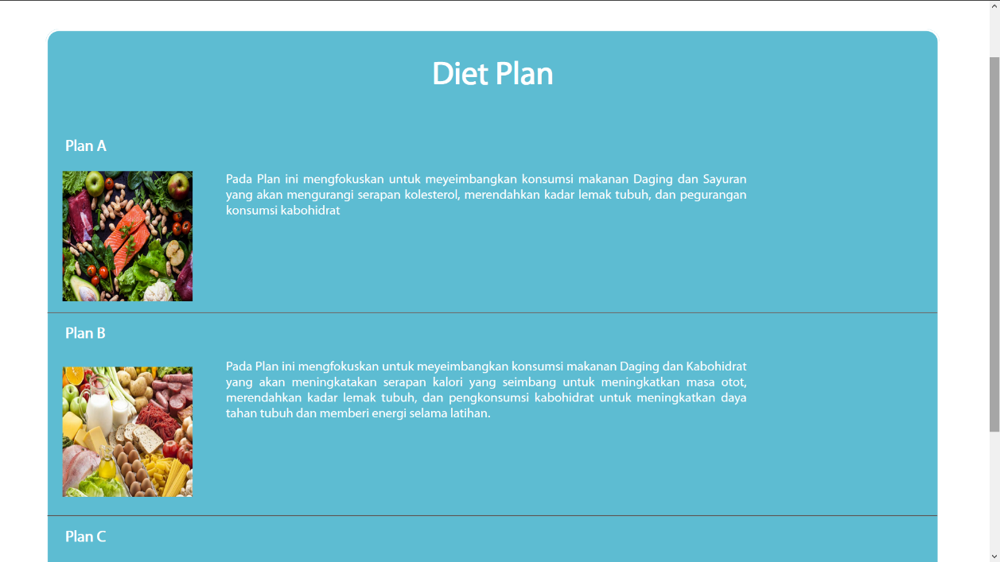 Diet Plan
Plan A
Pada Plan ini mengfokuskan untuk meyeimbangkan konsumsi makanan Daging dan Sayuran
yang akan mengurangi serapan kolesterol, merendahkan kadar lemak tubuh, dan pegurangan
konsumsi kabohidrat
Plan B
Pada Plan ini mengfokuskan untuk meyeimbangkan konsumsi makanan Daging dan Kabohidrat
yang akan meningkatakan serapan kalori yang seimbang untuk meningkatkan masa otot,
merendahkan kadar lemak tubuh, dan pengkonsumsi kabohidrat untuk meningkatkan daya
tahan tubuh dan memberi energi selama latihan.
Plan C